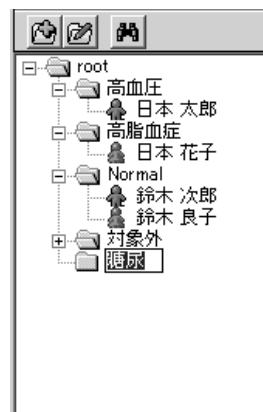 root
高血圧
日本 太郎
高脂血症
日本 花子
Normal
鈴木 次郎
鈴木 良子
対象外
糖尿